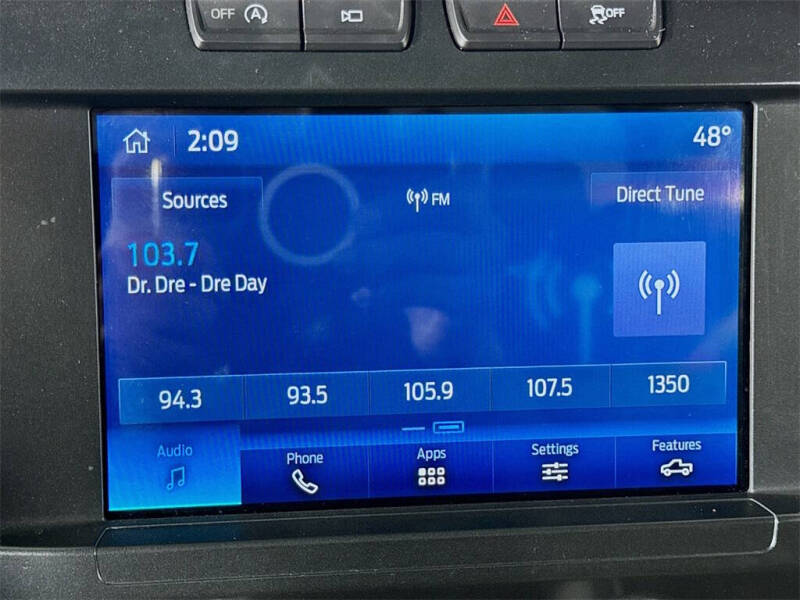 OFF A
OFF
2:09 48°
Sources FM Direct Tune
103.7
Dr. Dre - Dre Day
94.3 93.5 105.9 107.5 1350
Audio Phone Apps Settings Features